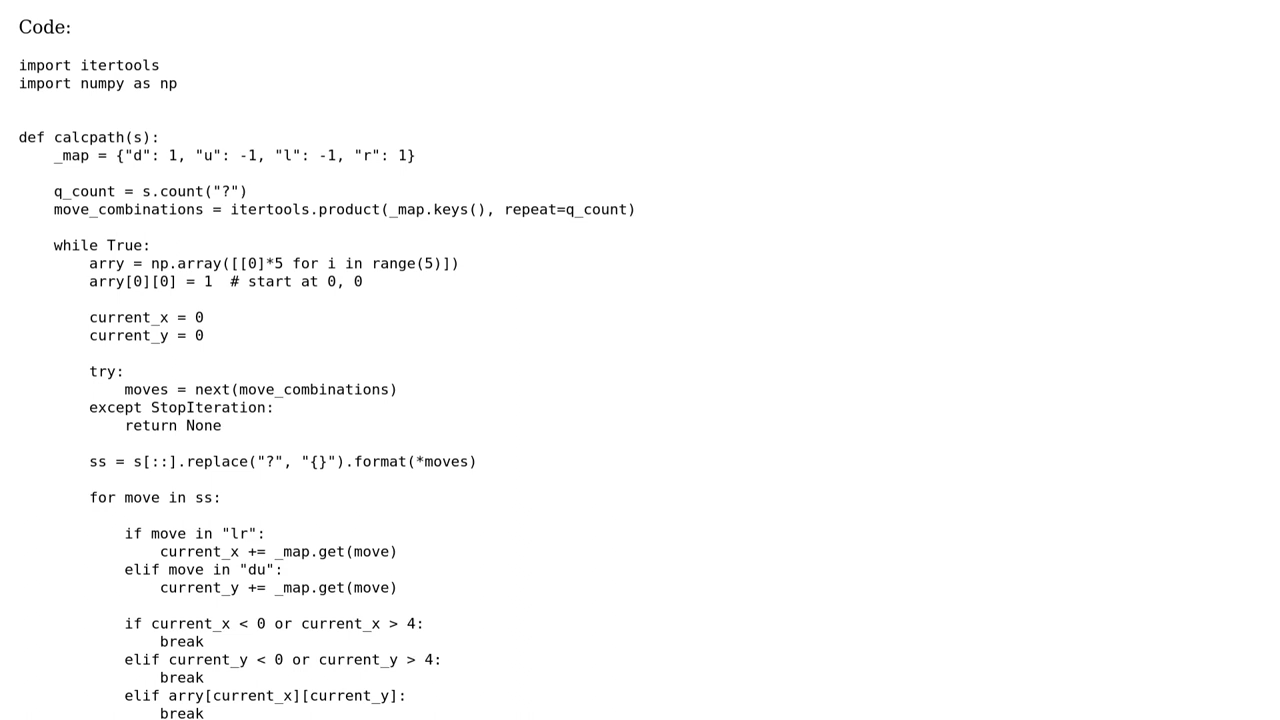 Code:
import itertools
import numpy as np
def calcpath(s):
    _map = {"d": 1, "u": -1, "l": -1, "r": 1}
    q_count = s.count("?")
    move_combinations = itertools.product(_map.keys(), repeat=q_count)
    while True:
        arry = np.array([[0]*5 for i in range(5)])
        arry[0][0] = 1  # start at 0, 0
        current_x = 0
        current_y = 0
        try:
            moves = next(move_combinations)
        except StopIteration:
            return None
        ss = s[::].replace("?", "{}").format(*moves)
        for move in ss:
            if move in "lr":
                current_x += _map.get(move)
            elif move in "du":
                current_y += _map.get(move)
            if current_x < 0 or current_x > 4:
                break
            elif current_y < 0 or current_y > 4:
                break
            elif arry[current_x][current_y]:
                break